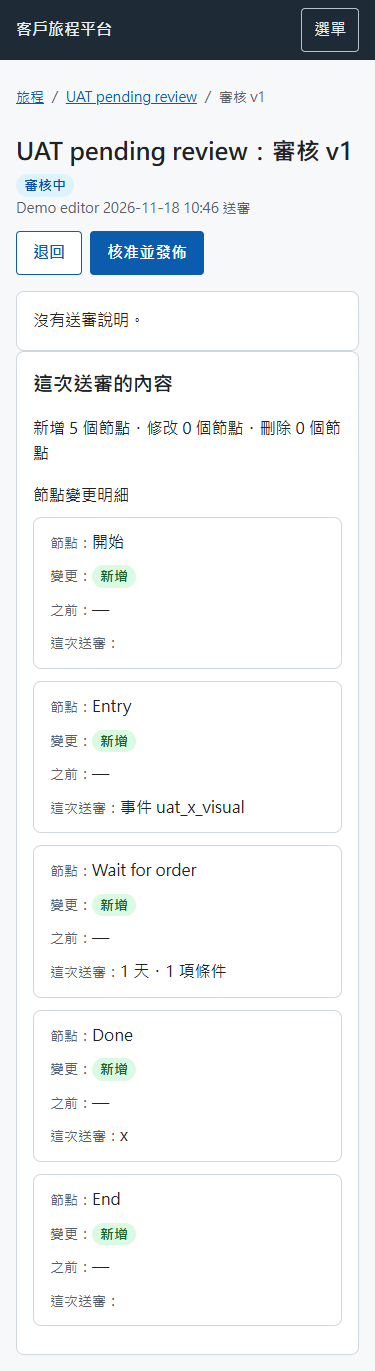 客戶旅程平台
選單
旅程 / UAT pending review / 審核 v1
UAT pending review：審核 v1
審核中
Demo editor 2026-11-18 10:46 送審
退回
核准並發佈
沒有送審說明。
這次送審的內容
新增 5 個節點．修改 0 個節點．刪除 0 個節
點
節點變更明細
節點：開始
變更：新增
之前：—
這次送審：
節點：Entry
變更：新增
之前：—
這次送審：事件 uat_x_visual
節點：Wait for order
變更：新增
之前：—
這次送審：1 天．1 項條件
節點：Done
變更：新增
之前：—
這次送審：x
節點：End
變更：新增
之前：—
這次送審：